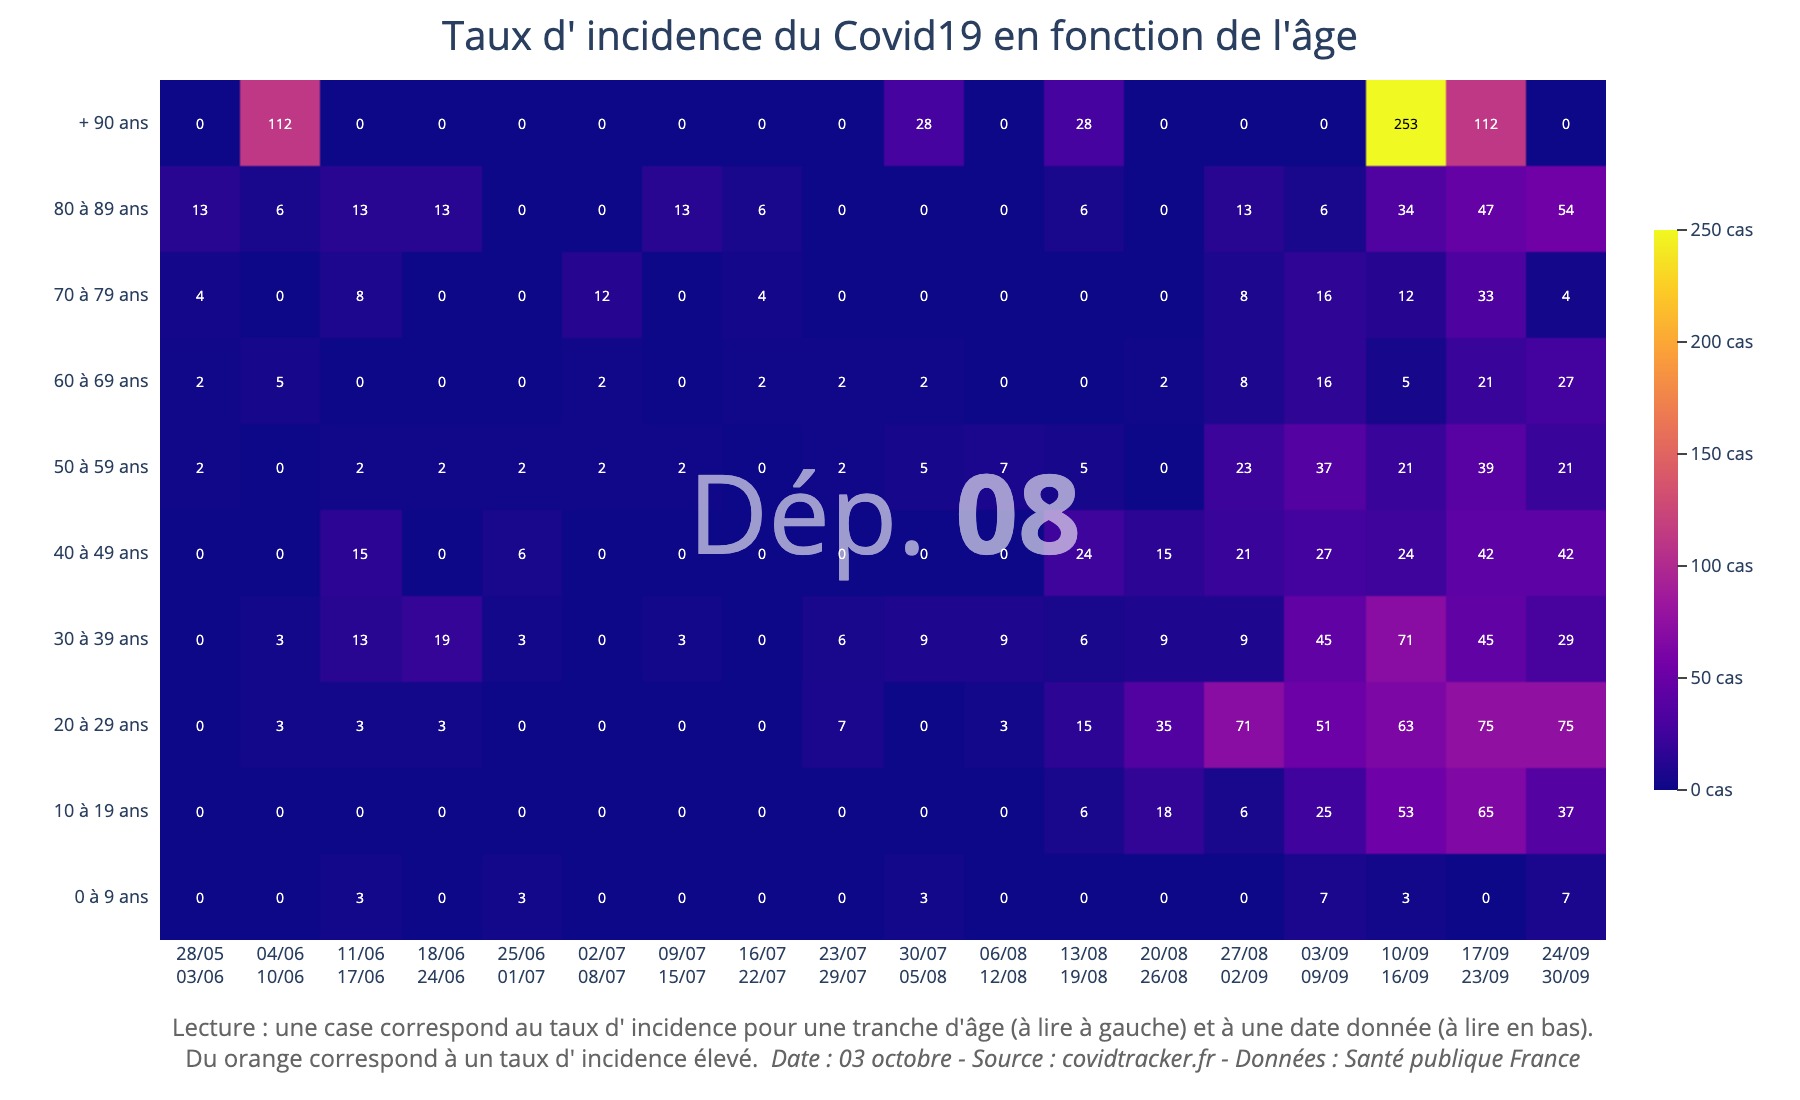 Taux d' incidence du Covid19 en fonction de l'âge
+ 90 ans 0 112 0 0 0 0 0 0 0 28 0 28 0 0 0 253 112 0
80 à 89 ans 13 6 13 13 0 0 13 6 0 0 0 6 0 13 6 34 47 54
70 à 79 ans 4 0 8 0 0 12 0 4 0 0 0 0 0 8 16 12 33 4
60 à 69 ans 2 5 0 0 0 2 0 2 2 2 0 0 2 8 16 5 21 27
50 à 59 ans 2 0 2 2 2 2 2 0 2 5 7 5 0 23 37 21 39 21
Dép. 08
40 à 49 ans 0 0 15 0 6 0 0 0 0 0 0 24 15 21 27 24 42 42
30 à 39 ans 0 3 13 19 3 0 3 0 6 9 9 6 9 9 45 71 45 29
20 à 29 ans 0 3 3 3 0 0 0 0 7 0 3 15 35 71 51 63 75 75
10 à 19 ans 0 0 0 0 0 0 0 0 0 0 0 6 18 6 25 53 65 37
0 à 9 ans 0 0 3 0 3 0 0 0 0 3 0 0 0 0 7 3 0 7
28/05 04/06 11/06 18/06 25/06 02/07 09/07 16/07 23/07 30/07 06/08 13/08 20/08 27/08 03/09 10/09 17/09 24/09
03/06 10/06 17/06 24/06 01/07 08/07 15/07 22/07 29/07 05/08 12/08 19/08 26/08 02/09 09/09 16/09 23/09 30/09
250 cas
200 cas
150 cas
100 cas
50 cas
0 cas
Lecture : une case correspond au taux d' incidence pour une tranche d'âge (à lire à gauche) et à une date donnée (à lire en bas).
Du orange correspond à un taux d' incidence élevé. Date : 03 octobre - Source : covidtracker.fr - Données : Santé publique France